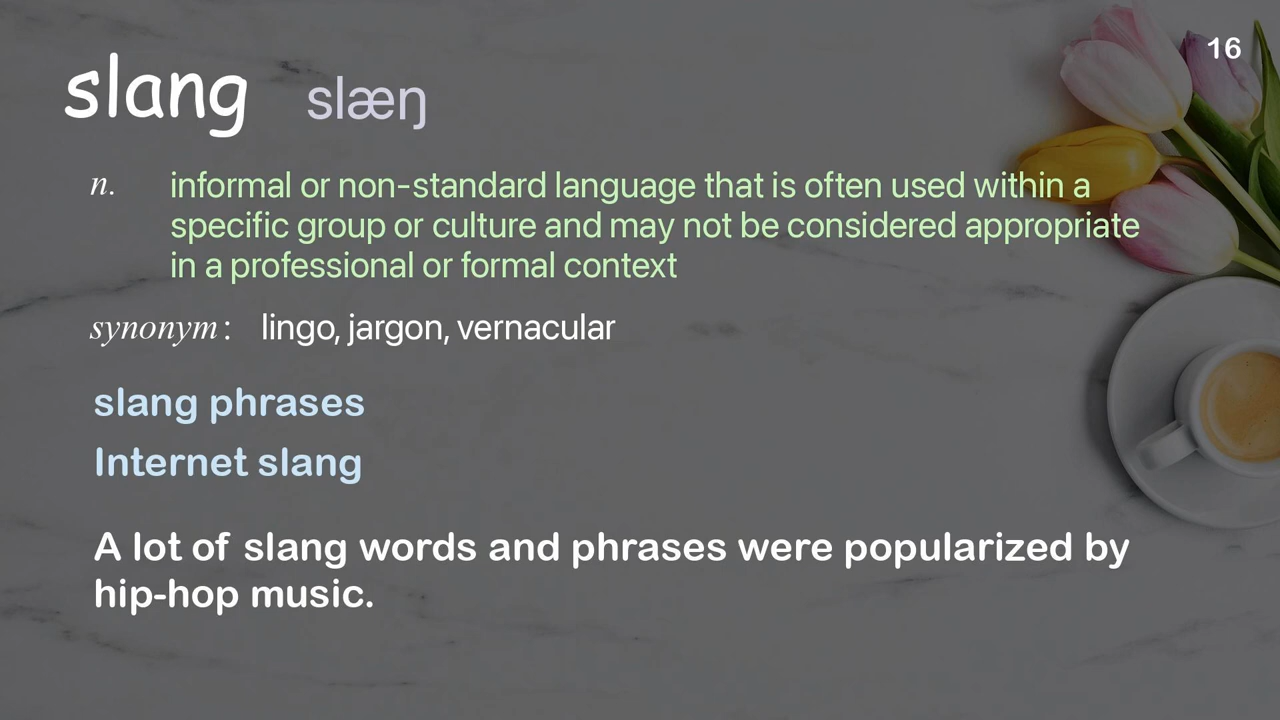 16
slang slæŋ
n. informal or non-standard language that is often used within a
specific group or culture and may not be considered appropriate
in a professional or formal context
synonym: lingo, jargon, vernacular
slang phrases
Internet slang
A lot of slang words and phrases were popularized by
hip-hop music.